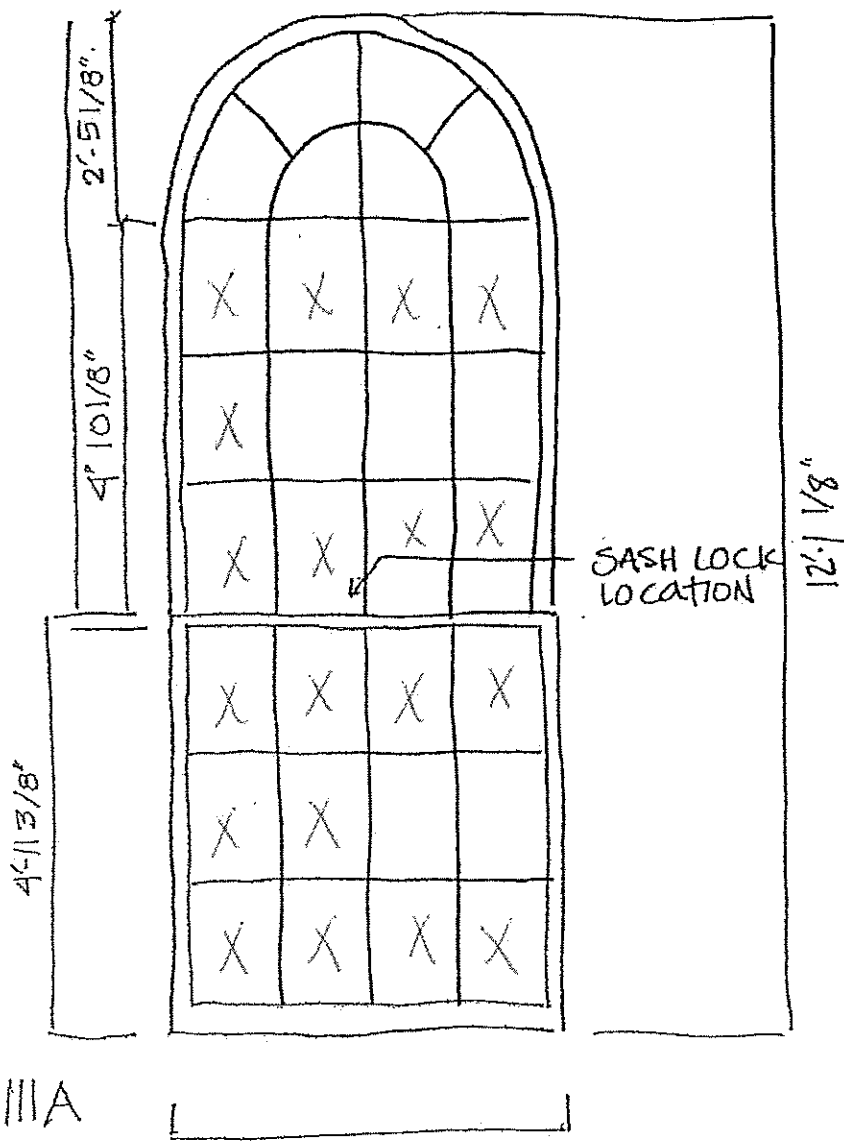 2'-5 1/8".
4' 10 1/8"
12'-1 1/8"
X X X X
X
X X X X
SASH LOCK
LOCATION
X X X X
X X
X X X X
4'-11 3/8"
IIIA